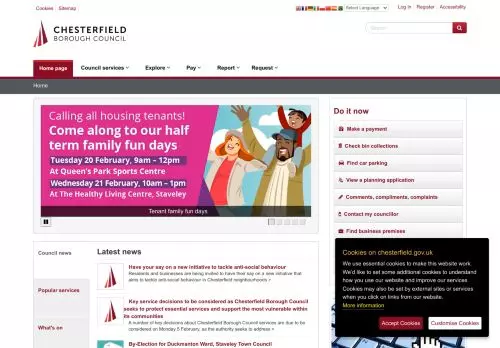 Cookies Sitemap
Select Language
Log In Register Accessibility
CHESTERFIELD
BOROUGH COUNCIL
Search
Home page Council services Explore Pay Report Request
Home
Calling all housing tenants!
Come along to our half
term family fun days
Tuesday 20 February, 9am – 12pm
At Queen's Park Sports Centre
Wednesday 21 February, 10am – 1pm
At The Healthy Living Centre, Staveley
Tenant family fun days
Do it now
Make a payment
Check bin collections
Find car parking
View a planning application
Comments, compliments, complaints
Contact my councillor
Find business premises
Council news
Popular services
What's on
Latest news
Have your say on a new initiative to tackle anti-social behaviour
Residents and businesses are being invited to have their say on a new initiative that
aims to tackle anti-social behaviour in Chesterfield neighbourhoods
Key service decisions to be considered as Chesterfield Borough Council
seeks to protect essential services and support the most vulnerable within
its communities
A number of key decisions about Chesterfield Borough Council services are due to be
considered on Monday 5 February, as the authority seeks to address
By-Election for Duckmanton Ward, Staveley Town Council
Cookies on chesterfield.gov.uk
We use essential cookies to make this website work.
We'd like to set some additional cookies to understand
how you use our website and improve our services
Cookies may also be set by external sites or services
when you click on links from our website.
More information
Accept Cookies Customise Cookies